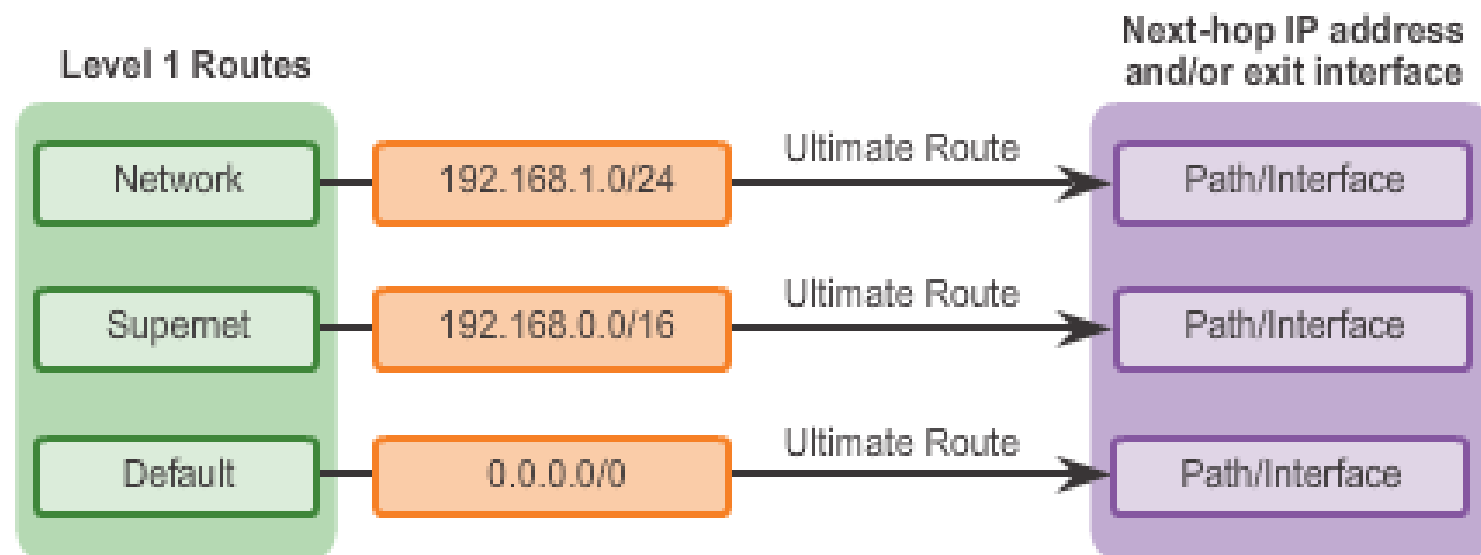 Level 1 Routes
Next-hop IP address
and/or exit interface
Network
192.168.1.0/24
Ultimate Route
Path/Interface
Supernet
192.168.0.0/16
Ultimate Route
Path/Interface
Default
0.0.0.0/0
Ultimate Route
Path/Interface